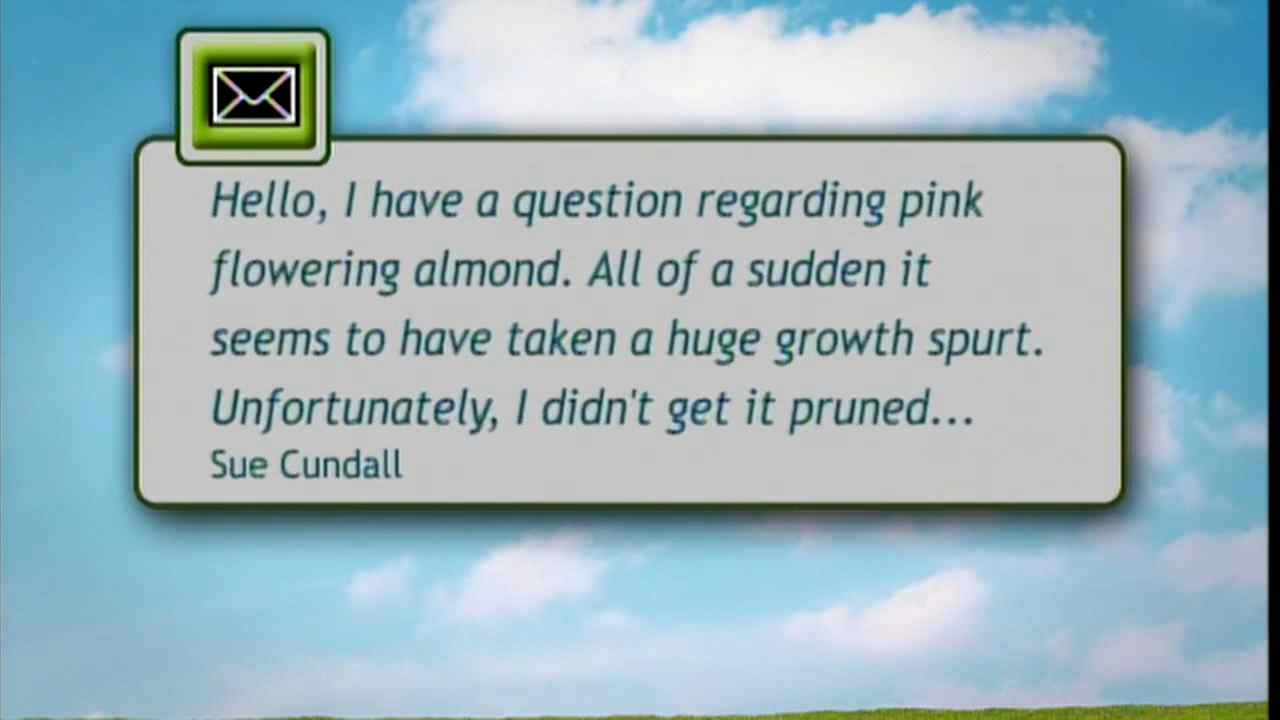 Hello, I have a question regarding pink
flowering almond. All of a sudden it
seems to have taken a huge growth spurt.
Unfortunately, I didn't get it pruned...
Sue Cundall